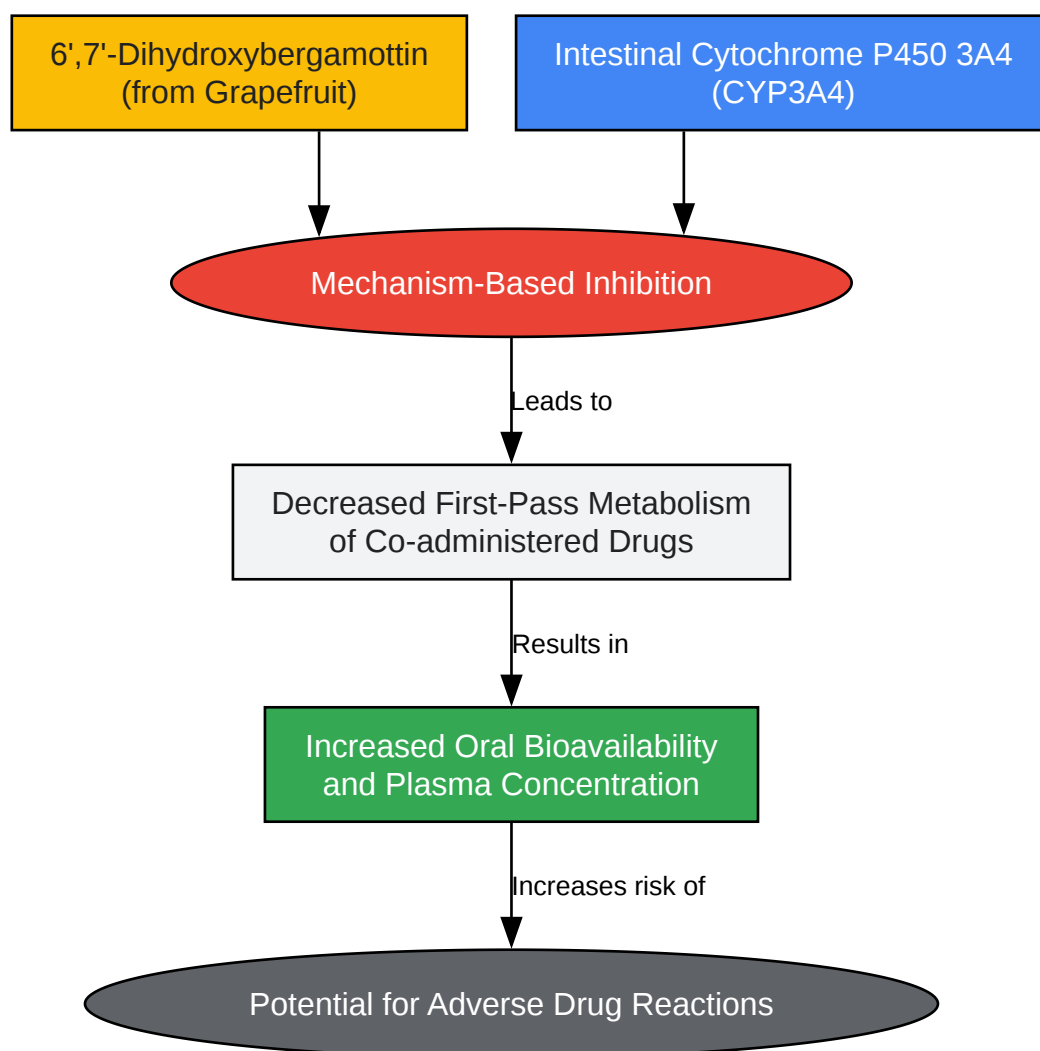 6',7'-Dihydroxybergamottin
(from Grapefruit)
Intestinal Cytochrome P450 3A4
(CYP3A4)
Mechanism-Based Inhibition
Leads to
Decreased First-Pass Metabolism
of Co-administered Drugs
Results in
Increased Oral Bioavailability
and Plasma Concentration
Increases risk of
Potential for Adverse Drug Reactions